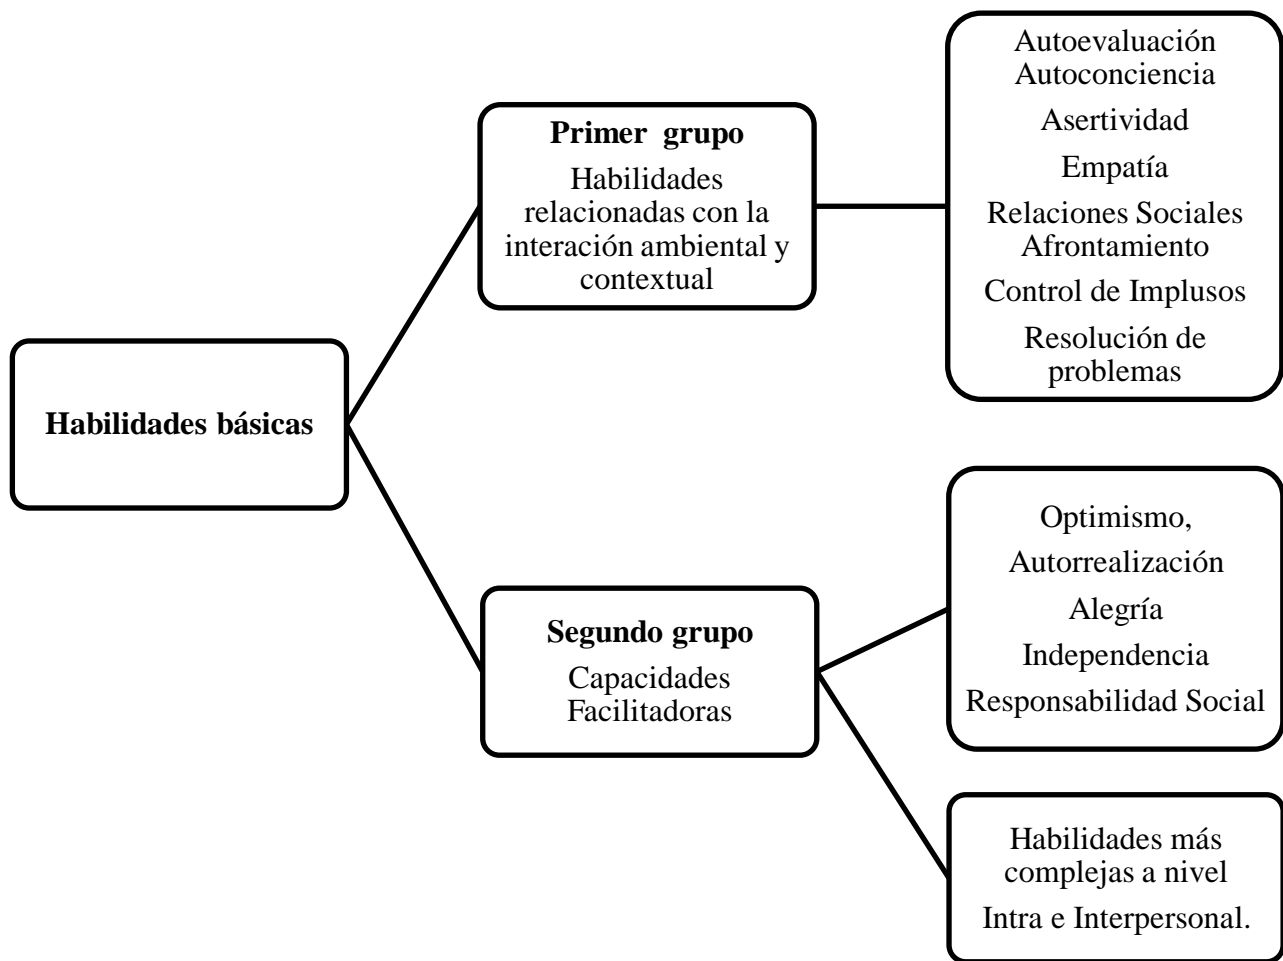 Habilidades básicas
Primer grupo
Habilidades
relacionadas con la
interación ambiental y
contextual
Autoevaluación
Autoconciencia
Asertividad
Empatía
Relaciones Sociales
Afrontamiento
Control de Implusos
Resolución de
problemas
Segundo grupo
Capacidades
Facilitadoras
Optimismo,
Autorrealización
Alegría
Independencia
Responsabilidad Social
Habilidades más
complejas a nivel
Intra e Interpersonal.